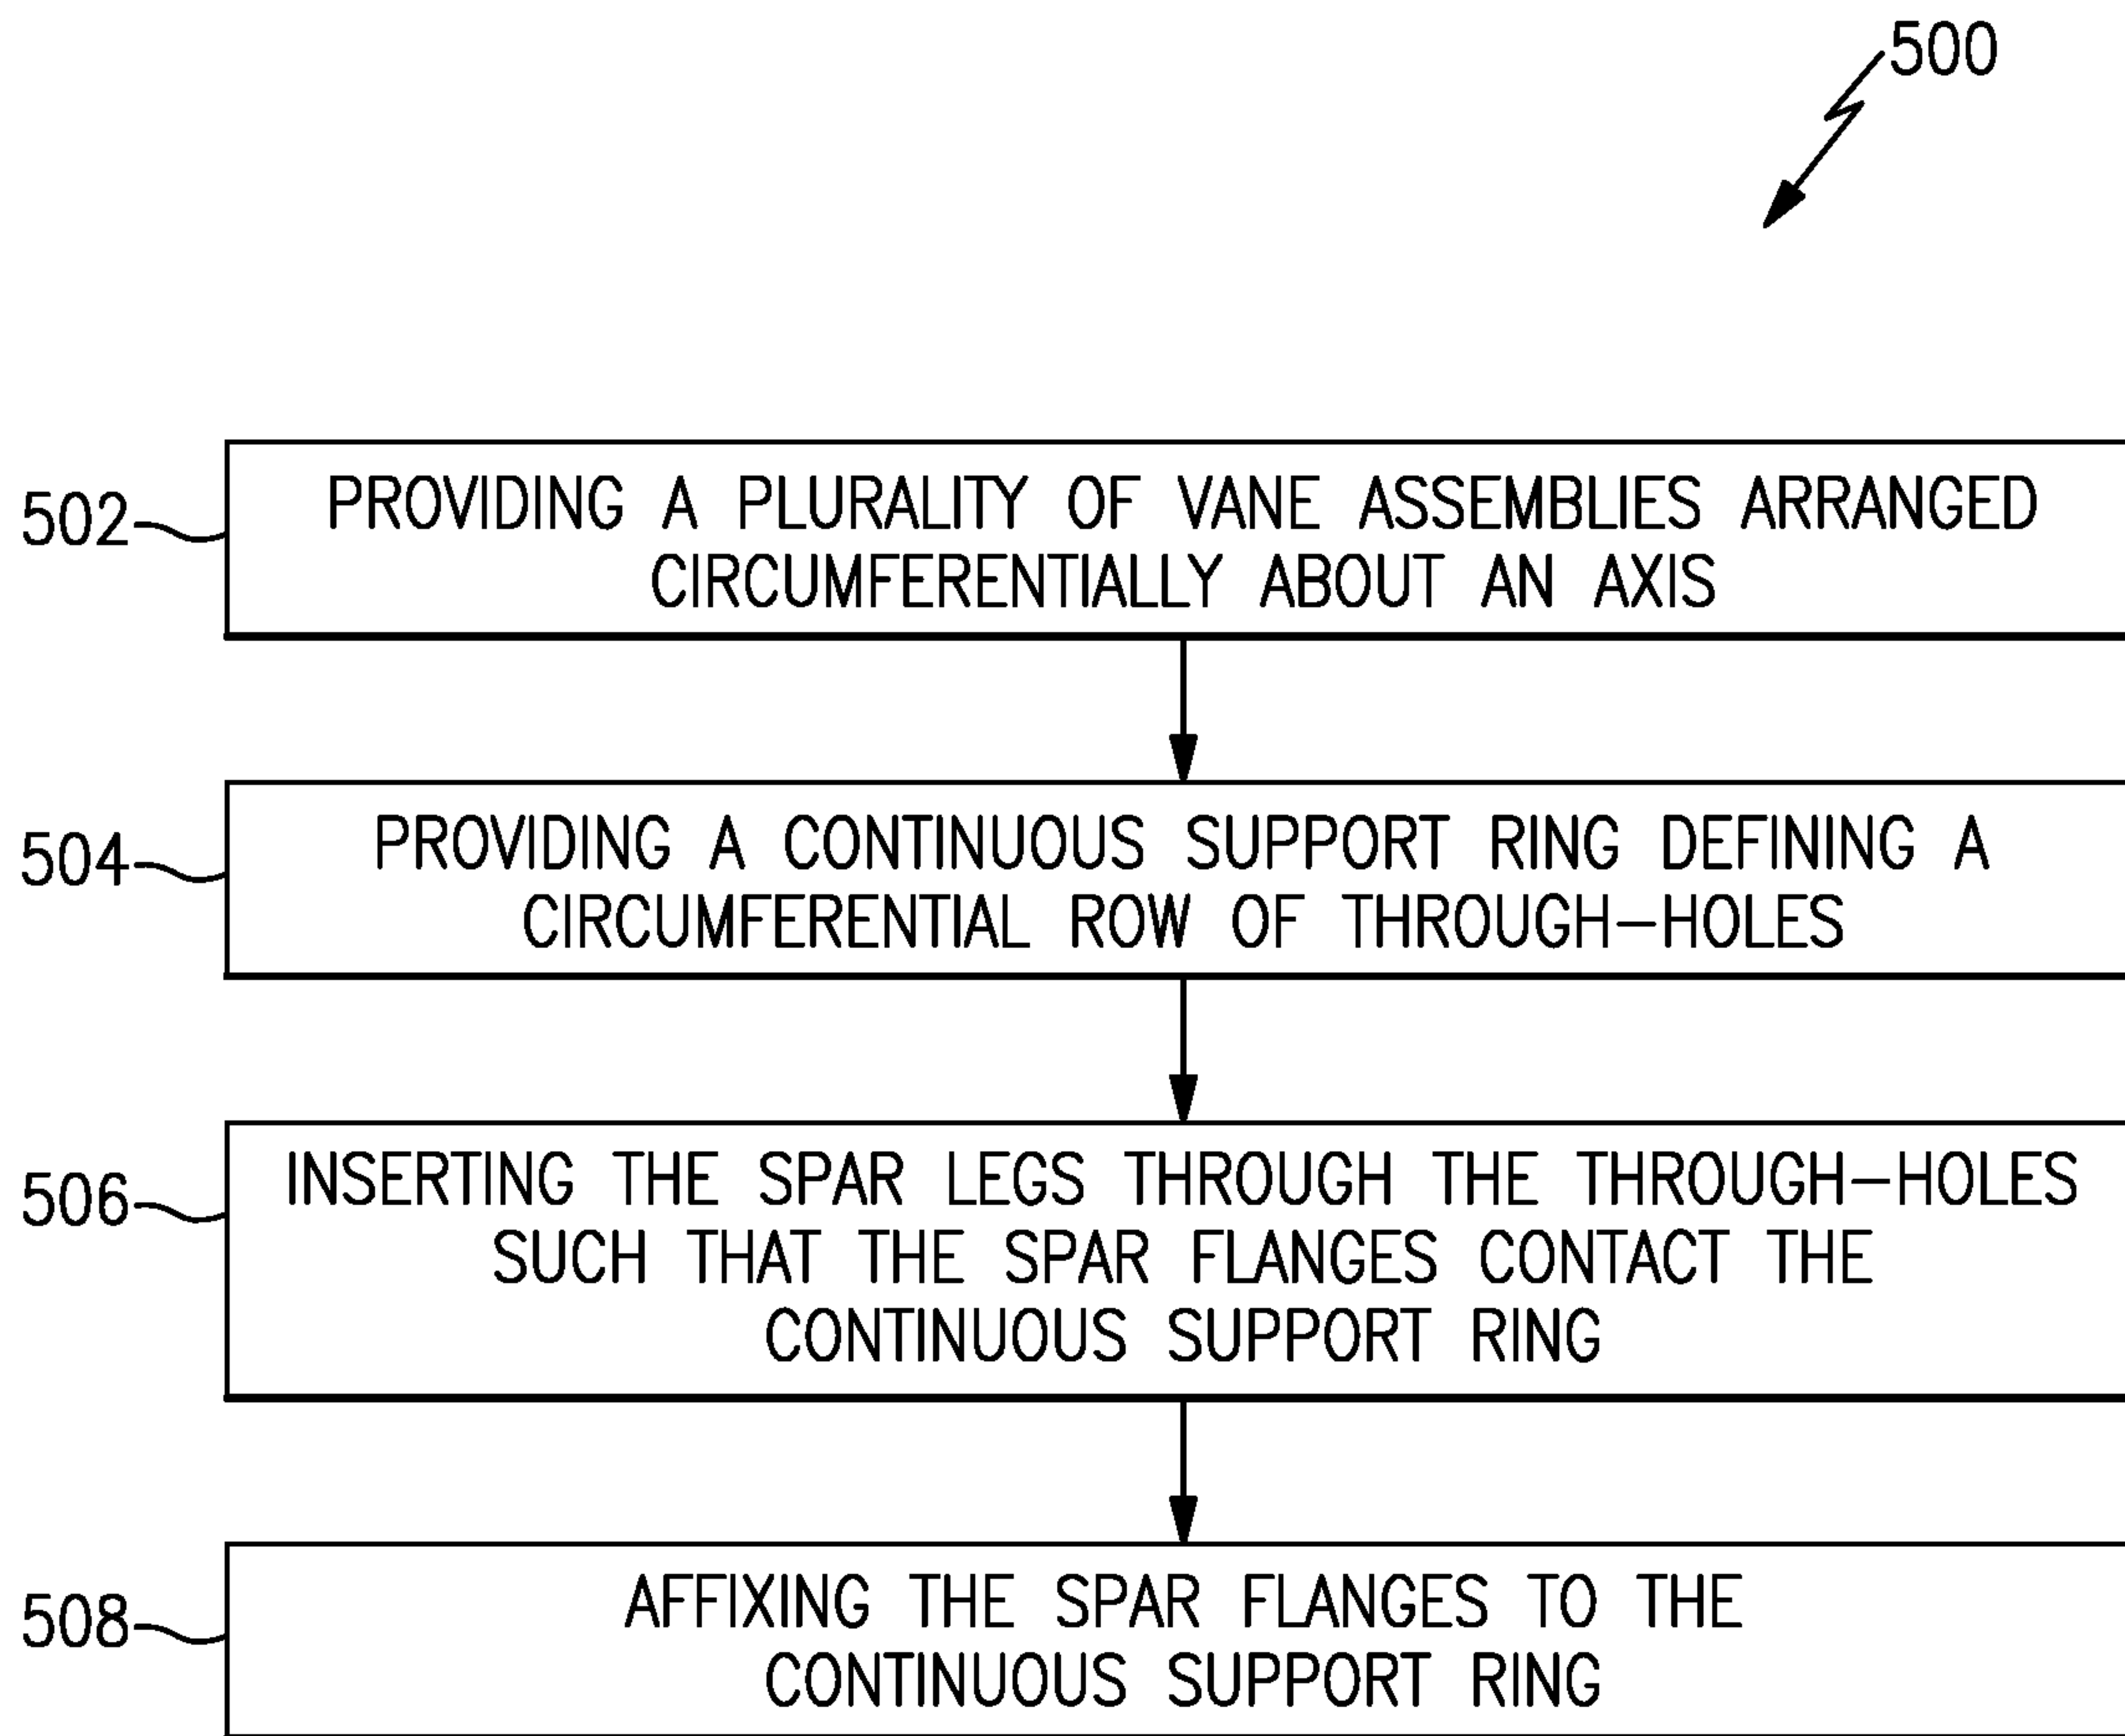 500
502
PROVIDING A PLURALITY OF VANE ASSEMBLIES ARRANGED
CIRCUMFERENTIALLY ABOUT AN AXIS
504
PROVIDING A CONTINUOUS SUPPORT RING DEFINING A
CIRCUMFERENTIAL ROW OF THROUGH-HOLES
506
INSERTING THE SPAR LEGS THROUGH THE THROUGH-HOLES
SUCH THAT THE SPAR FLANGES CONTACT THE
CONTINUOUS SUPPORT RING
508
AFFIXING THE SPAR FLANGES TO THE
CONTINUOUS SUPPORT RING